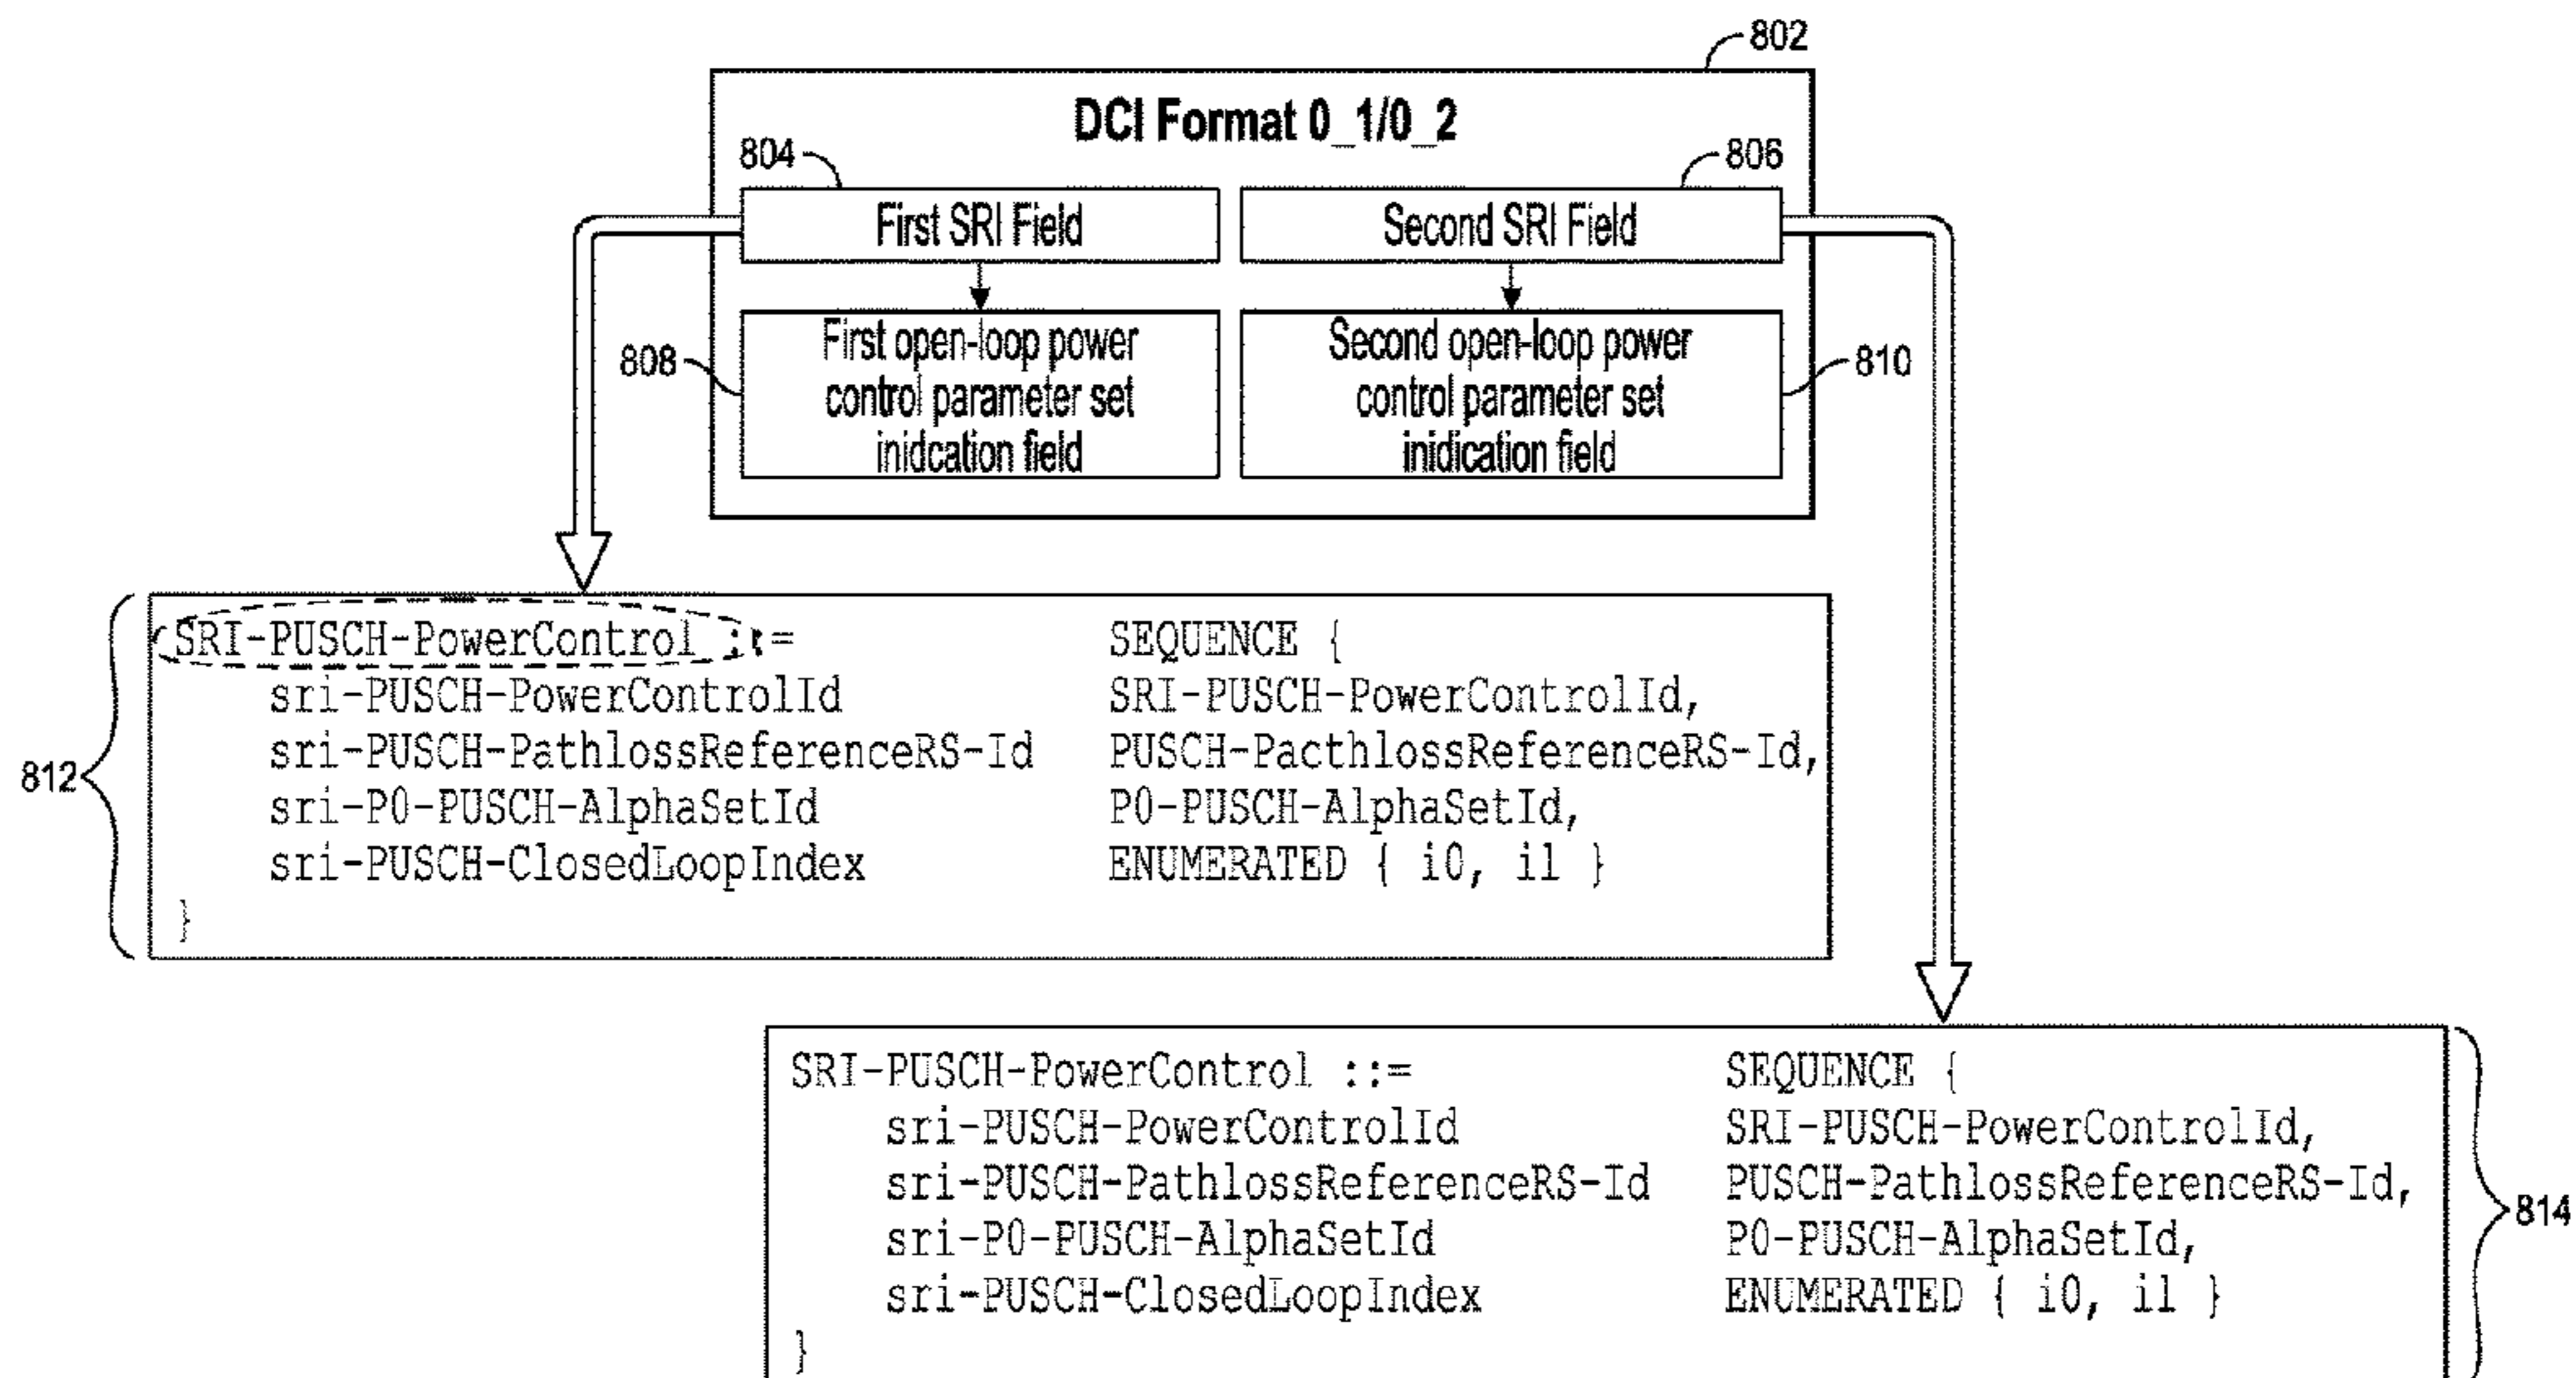 802
DCI Format 0_1/0_2
804
806
First SRI Field
Second SRI Field
First open-loop power
control parameter set
inidcation field
808
Second open-loop power
control parameter set
inidication field
810
812
SRI-PUSCH-PowerControl ::= SEQUENCE {
sri-PUSCH-PowerControlId SRI-PUSCH-PowerControlId,
sri-PUSCH-PathlossReferenceRS-Id PUSCH-PacthlossReferenceRS-Id,
sri-P0-PUSCH-AlphaSetId P0-PUSCH-AlphaSetId,
sri-PUSCH-ClosedLoopIndex ENUMERATED { i0, i1 }
}
SRI-PUSCH-PowerControl ::= SEQUENCE {
sri-PUSCH-PowerControlId SRI-PUSCH-PowerControlId,
sri-PUSCH-PathlossReferenceRS-Id PUSCH-PathlossReferenceRS-Id,
sri-P0-PUSCH-AlphaSetId P0-PUSCH-AlphaSetId,
sri-PUSCH-ClosedLoopIndex ENUMERATED { i0, i1 }
}
814